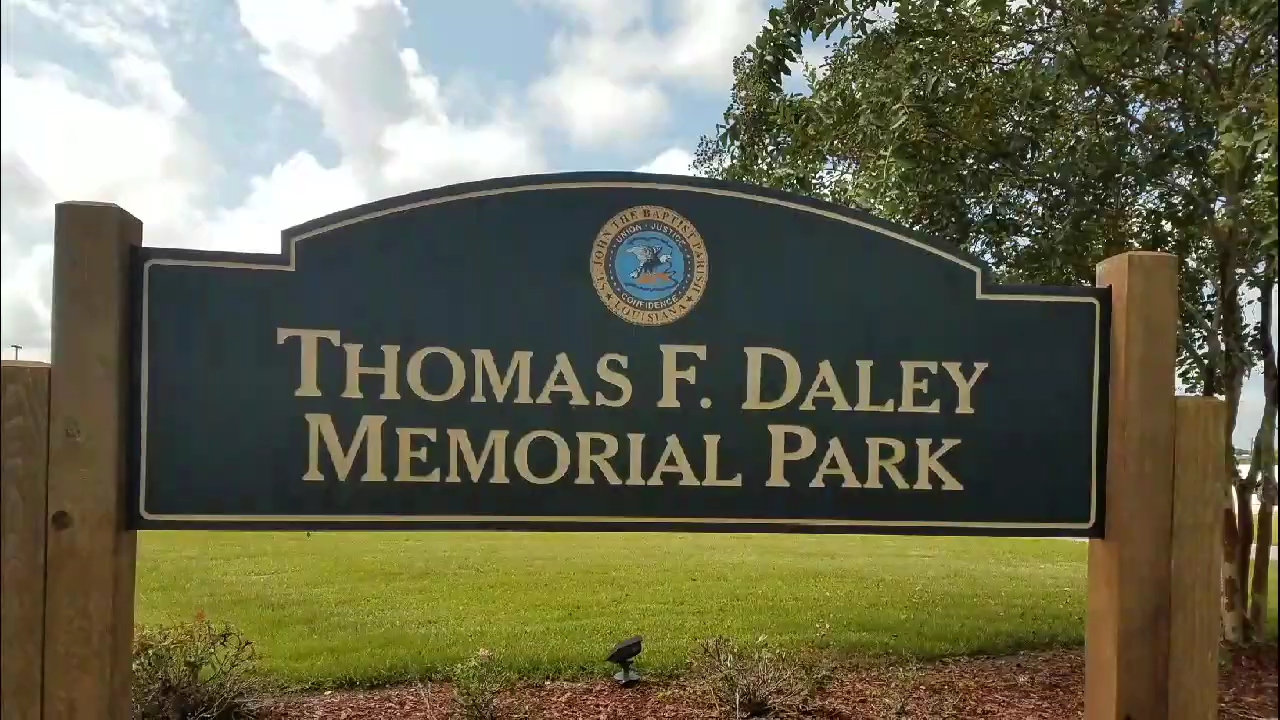 ST. JOHN THE BAPTIST PARISH
UNION · JUSTICE
CONFIDENCE
LOUISIANA
THOMAS F. DALEY
MEMORIAL PARK